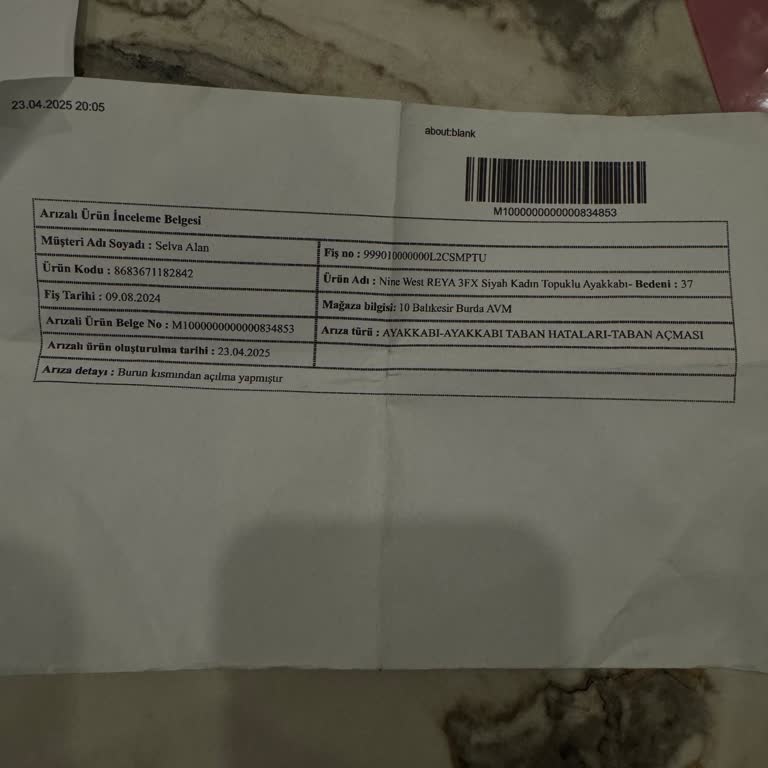 23.04.2025 20:05
about:blank
M1000000000000834853
Arızalı Ürün İnceleme Belgesi
Müşteri Adı Soyadı : Selva Alan
Fiş no : 999010000000L2CSMPTU
Ürün Kodu : 8683671182842
Ürün Adı : Nine West REYA 3FX Siyah Kadın Topuklu Ayakkabı- Bedeni : 37
Fiş Tarihi : 09.08.2024
Mağaza bilgisi: 10 Balıkesir Burda AVM
Arızali Ürün Belge No : M1000000000000834853
Arıza türü : AYAKKABI-AYAKKABI TABAN HATALARI-TABAN AÇMASI
Arızalı ürün oluşturulma tarihi : 23.04.2025
Arıza detayı : Burun kısmından açılma yapmıştır